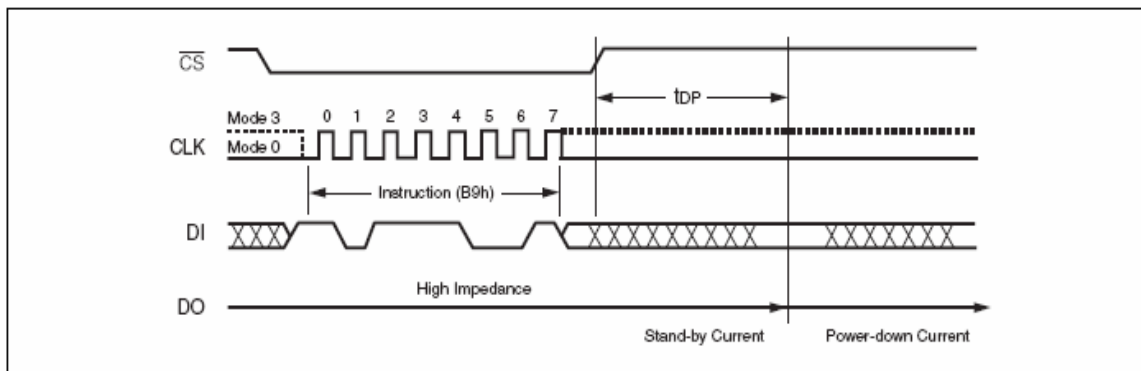 CS
tDP
Mode 3
0 1 2 3 4 5 6 7
CLK
Mode 0
Instruction (B9h)
DI
High Impedance
DO
Stand-by Current
Power-down Current